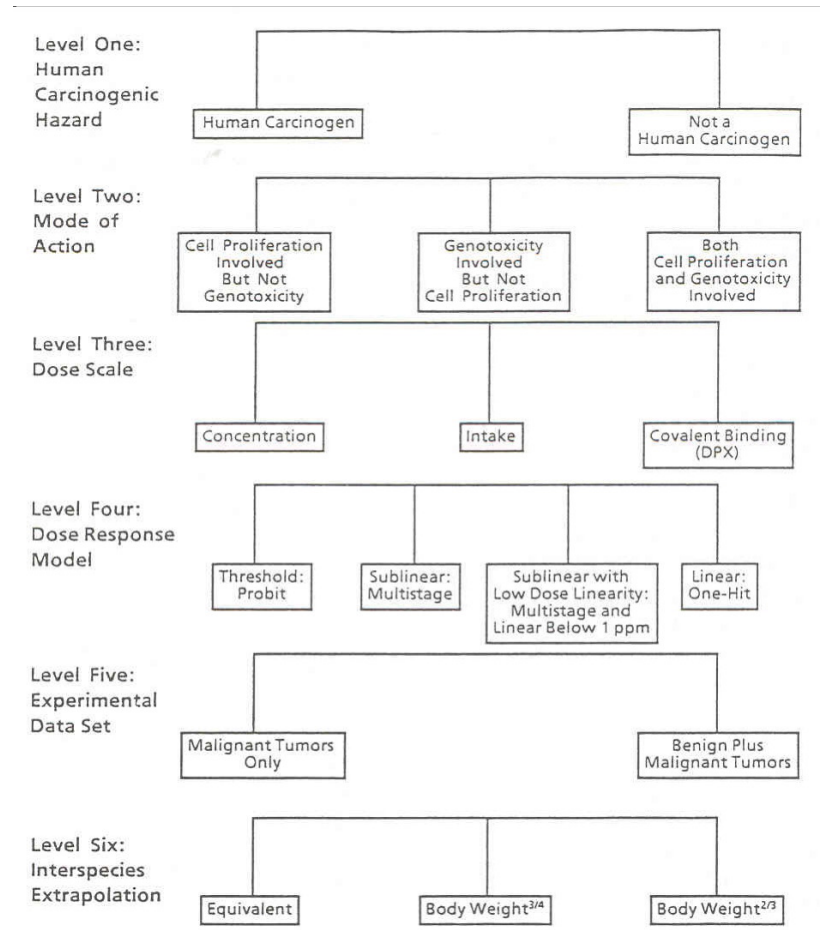 Level One:
Human
Carcinogenic
Hazard
Human Carcinogen
Not a
Human Carcinogen
Level Two:
Mode of
Action
Cell Proliferation
Involved
But Not
Genotoxicity
Genotoxicity
Involved
But Not
Cell Proliferation
Both
Cell Proliferation
and Genotoxicity
Involved
Level Three:
Dose Scale
Concentration
Intake
Covalent Binding
(DPX)
Level Four:
Dose Response
Model
Threshold:
Probit
Sublinear:
Multistage
Sublinear with
Low Dose Linearity:
Multistage and
Linear Below 1 ppm
Linear:
One-Hit
Level Five:
Experimental
Data Set
Malignant Tumors
Only
Benign Plus
Malignant Tumors
Level Six:
Interspecies
Extrapolation
Equivalent
Body Weight³/⁴
Body Weight²/³